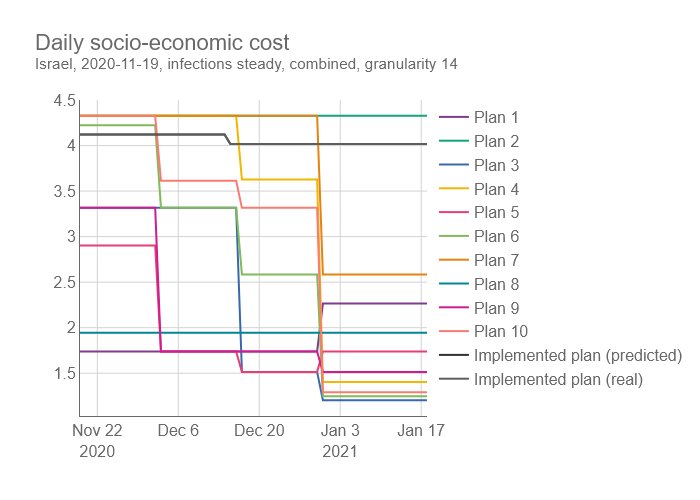 Daily socio-economic cost
Israel, 2020-11-19, infections steady, combined, granularity 14
4.5
4
3.5
3
2.5
2
1.5
Nov 22
2020
Dec 6
Dec 20
Jan 3
2021
Jan 17
Plan 1
Plan 2
Plan 3
Plan 4
Plan 5
Plan 6
Plan 7
Plan 8
Plan 9
Plan 10
Implemented plan (predicted)
Implemented plan (real)